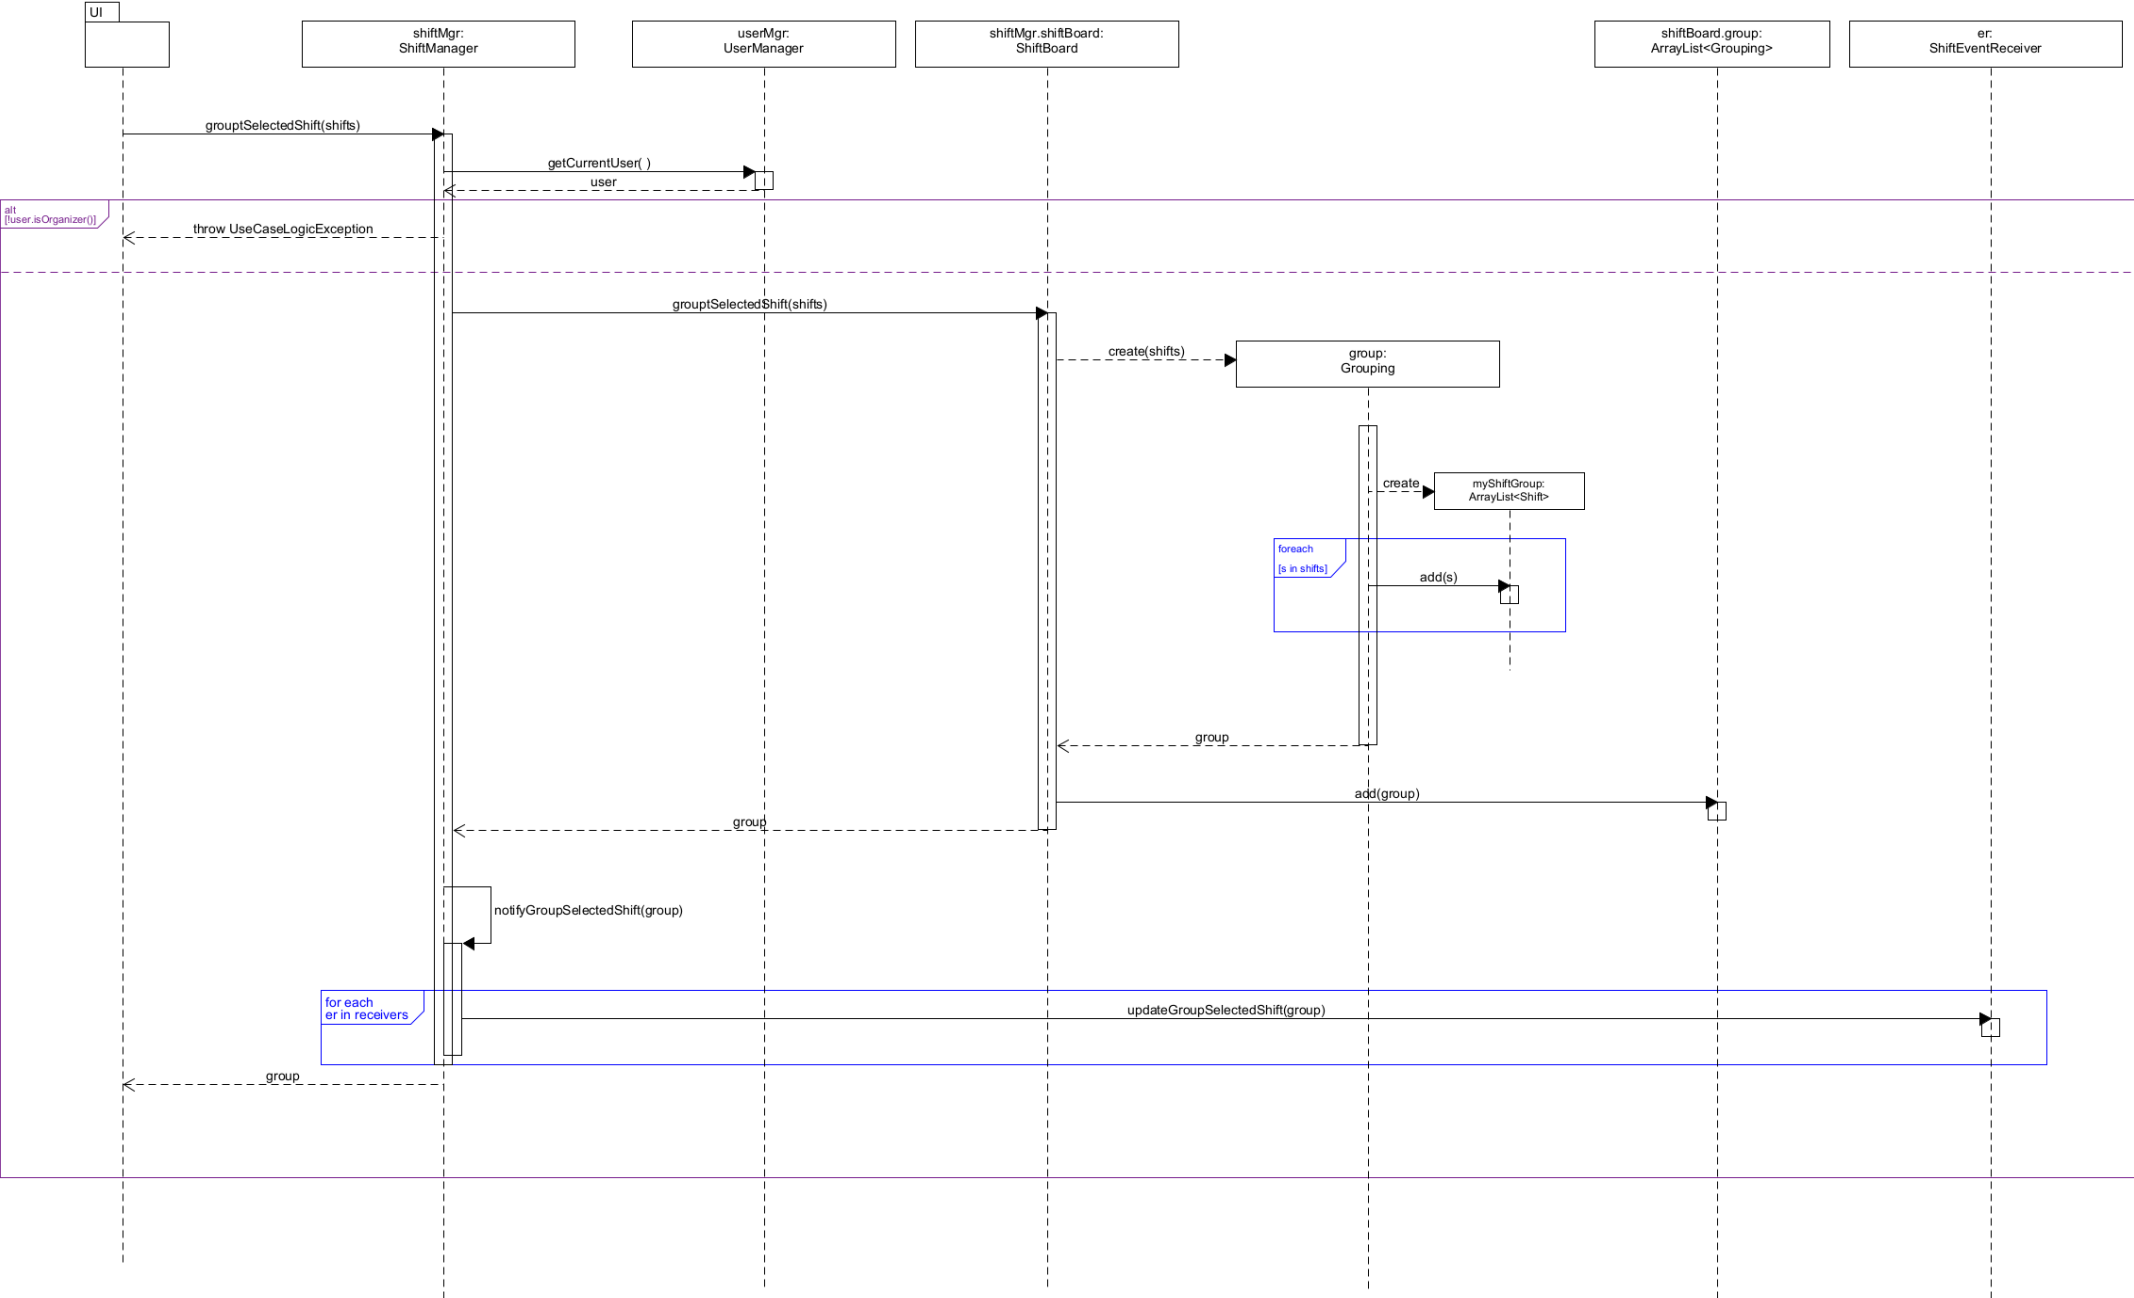 UI
shiftMgr:
ShiftManager
userMgr:
UserManager
shiftMgr.shiftBoard:
ShiftBoard
shiftBoard.group:
ArrayList<Grouping>
er:
ShiftEventReceiver
grouptSelectedShift(shifts)
getCurrentUser( )
user
alt
[!user.isOrganizer()]
throw UseCaseLogicException
grouptSelectedShift(shifts)
create(shifts)
group:
Grouping
create
myShiftGroup:
ArrayList<Shift>
foreach
[s in shifts]
add(s)
group
add(group)
group
notifyGroupSelectedShift(group)
for each
er in receivers
updateGroupSelectedShift(group)
group